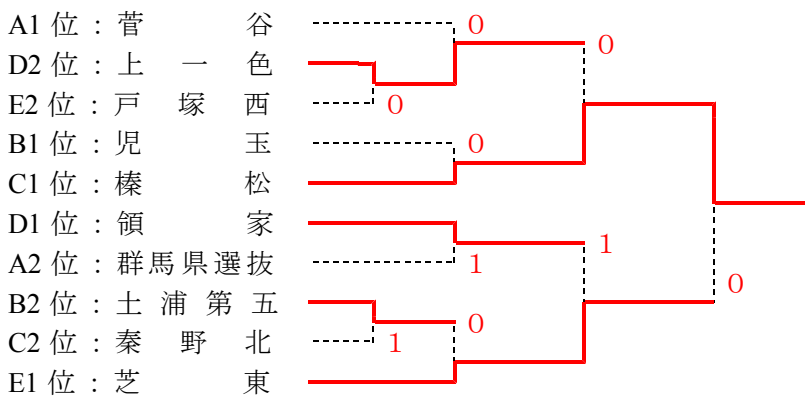 A1 位：菅 谷 0
0
D2 位：上 一 色
E2 位：戸 塚 西 0
B1 位：児 玉 0
C1 位：榛 松
D1 位：領 家
1
A2 位：群馬県選抜 1
0
B2 位：土 浦 第 五 0
C2 位：秦 野 北 1
E1 位：芝 東